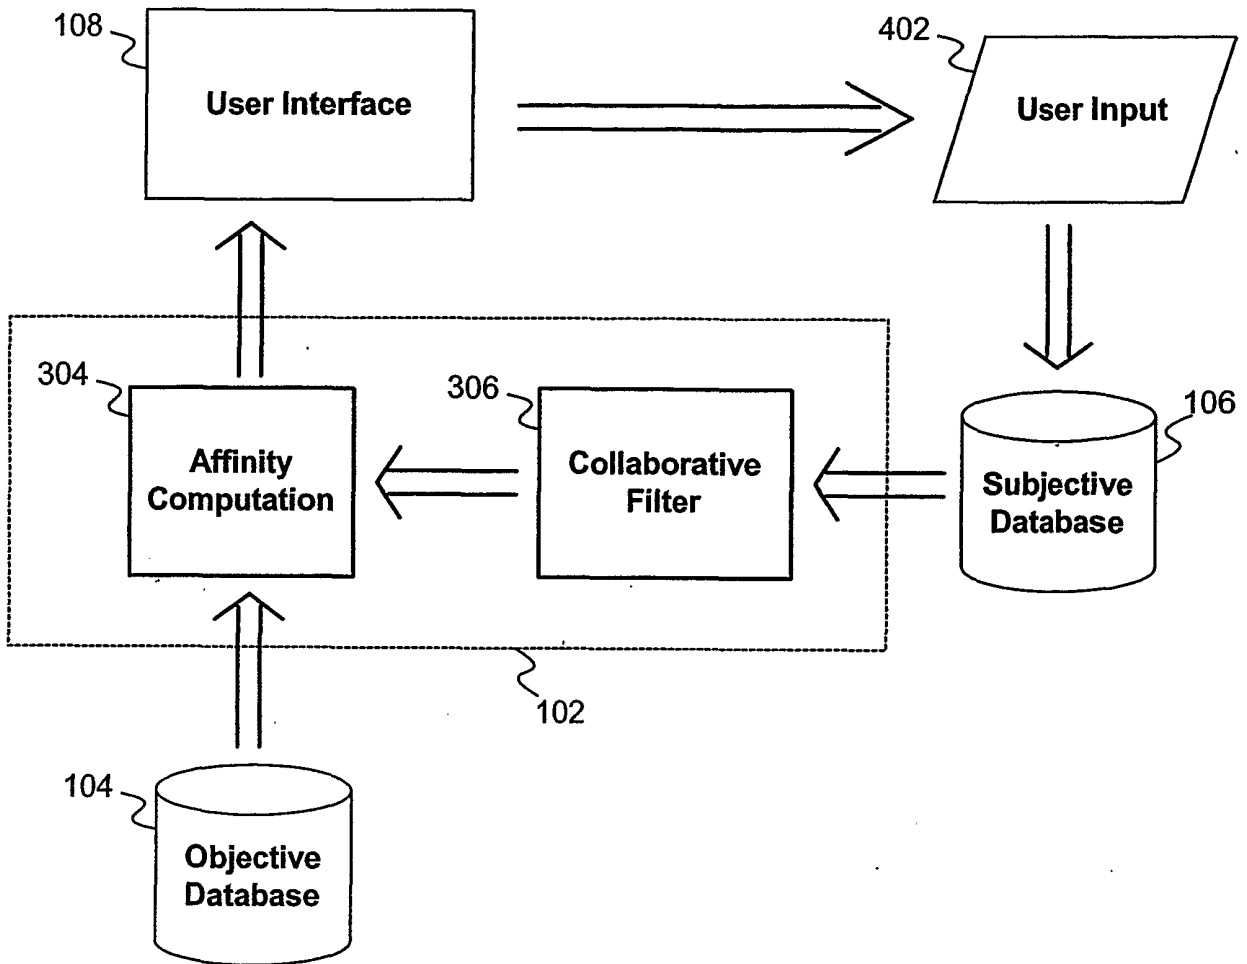 108
User Interface
402
User Input
304
Affinity
Computation
306
Collaborative
Filter
106
Subjective
Database
102
104
Objective
Database